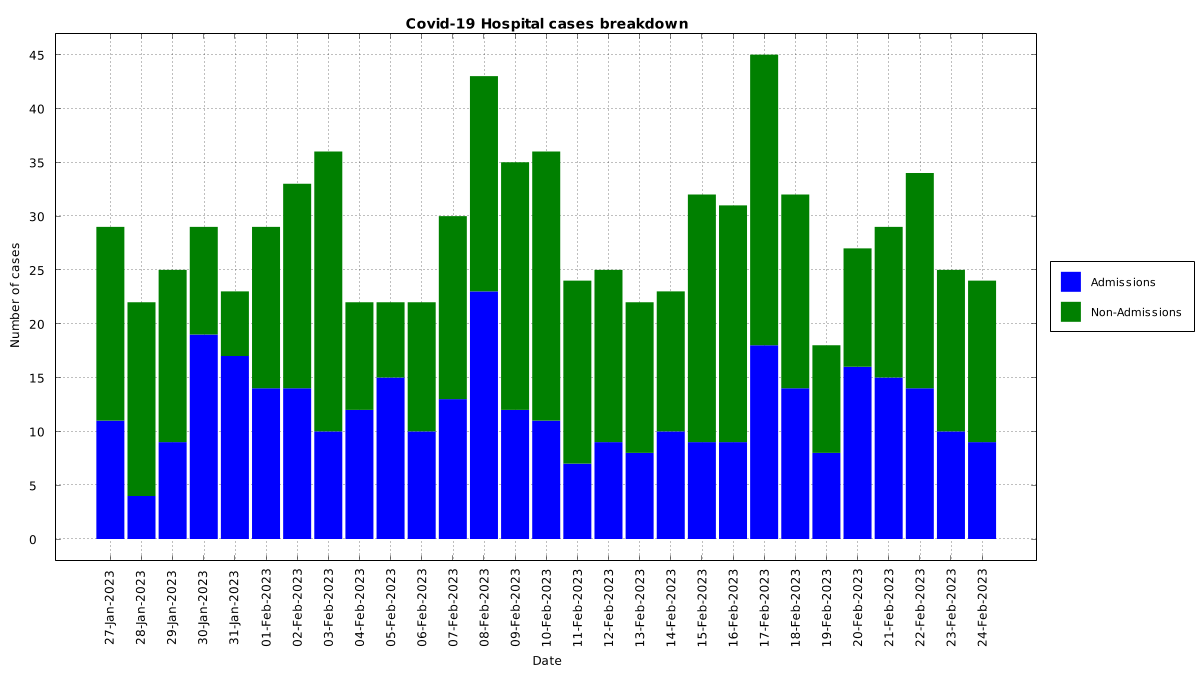 Covid-19 Hospital cases breakdown
45
40
35
30
25
20
15
10
5
0
Number of cases
27-Jan-2023
28-Jan-2023
29-Jan-2023
30-Jan-2023
31-Jan-2023
01-Feb-2023
02-Feb-2023
03-Feb-2023
04-Feb-2023
05-Feb-2023
06-Feb-2023
07-Feb-2023
08-Feb-2023
09-Feb-2023
10-Feb-2023
11-Feb-2023
12-Feb-2023
13-Feb-2023
14-Feb-2023
15-Feb-2023
16-Feb-2023
17-Feb-2023
18-Feb-2023
19-Feb-2023
20-Feb-2023
21-Feb-2023
22-Feb-2023
23-Feb-2023
24-Feb-2023
Date
Admissions
Non-Admissions